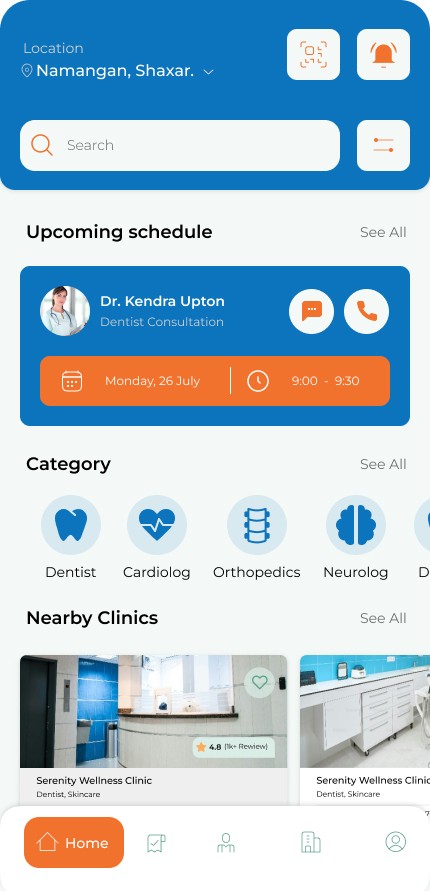 Location
Namangan, Shaxar.
Search
Upcoming schedule See All
Dr. Kendra Upton
Dentist Consultation
Monday, 26 July 9:00 - 9:30
Category See All
Dentist Cardiolog Orthopedics Neurolog D
Nearby Clinics See All
4.8 (1k+ Rewiew)
Serenity Wellness Clinic Serenity Wellness Clinic
Dentist, Skincare Dentist, Skincare
Home